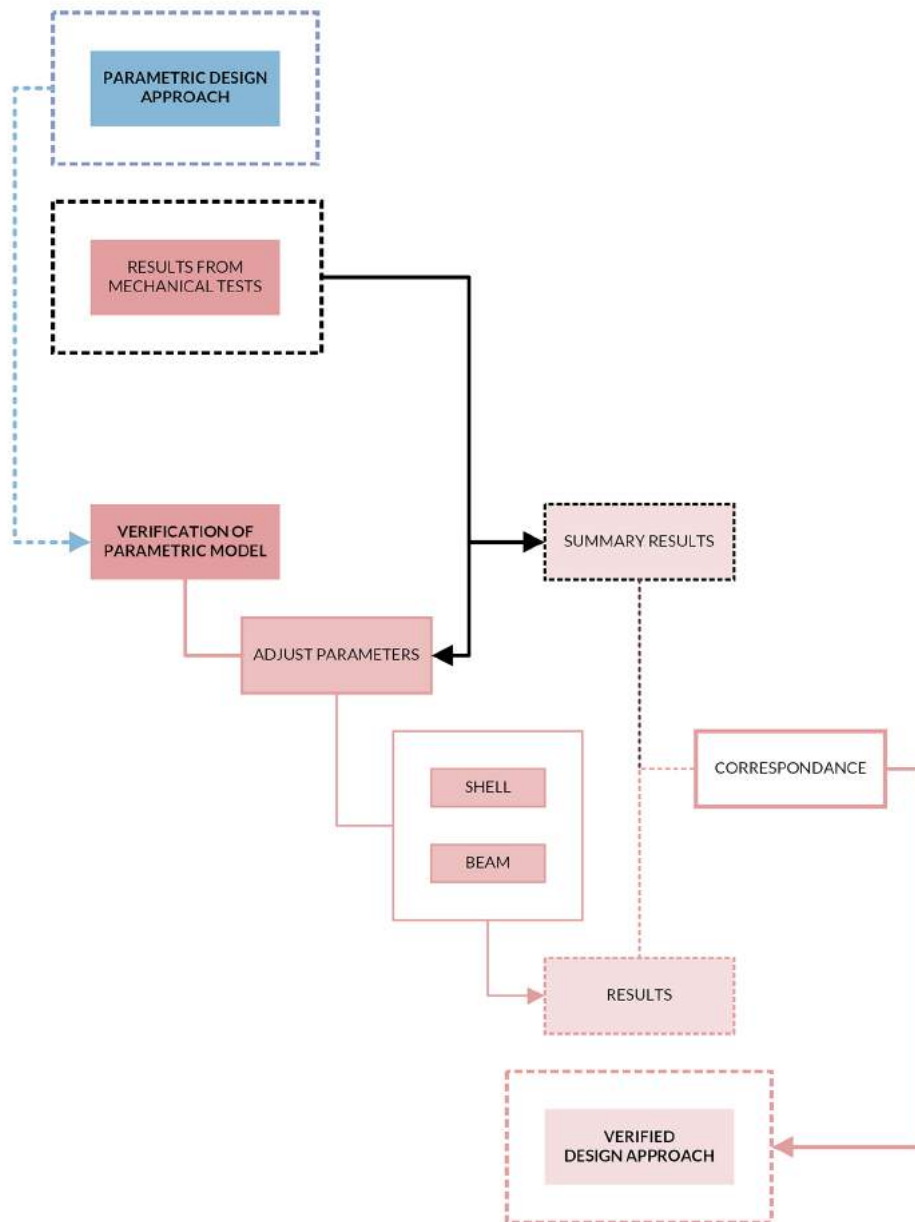 PARAMETRIC DESIGN
APPROACH
RESULTS FROM
MECHANICAL TESTS
VERIFICATION OF
PARAMETRIC MODEL
SUMMARY RESULTS
ADJUST PARAMETERS
CORRESPONDANCE
SHELL
BEAM
RESULTS
VERIFIED
DESIGN APPROACH